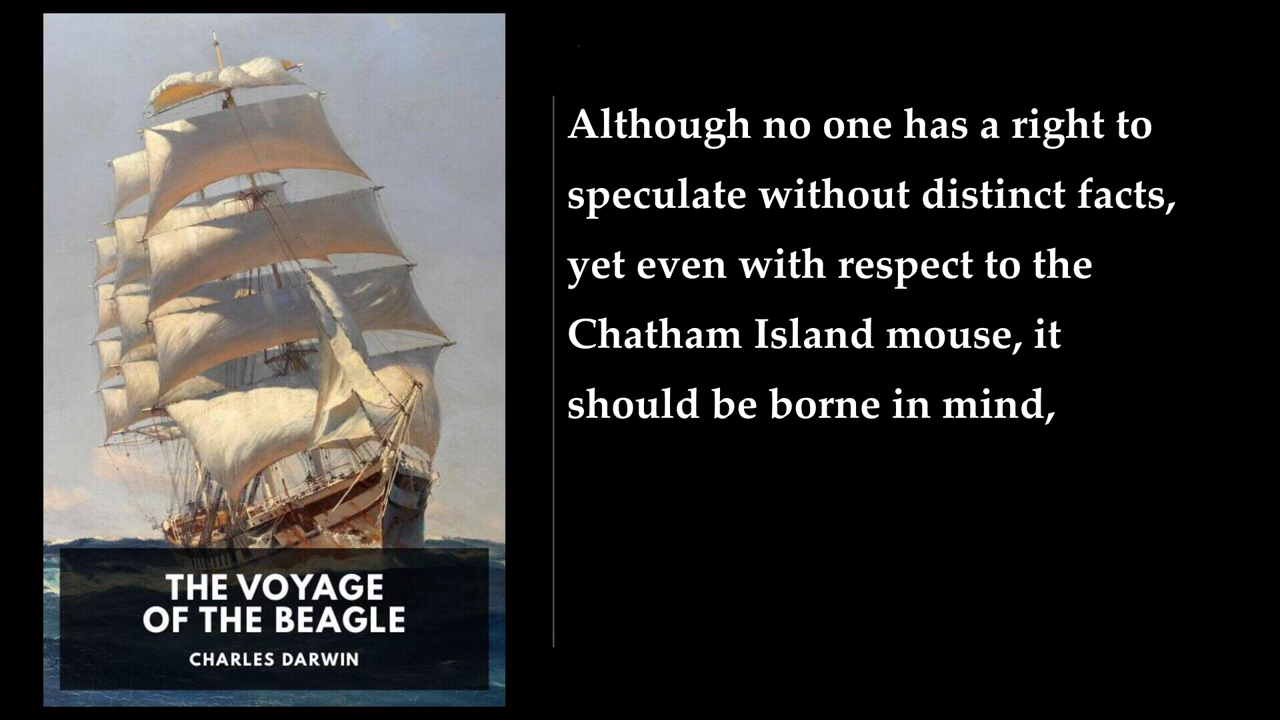 THE VOYAGE
OF THE BEAGLE
CHARLES DARWIN
Although no one has a right to
speculate without distinct facts,
yet even with respect to the
Chatham Island mouse, it
should be borne in mind,